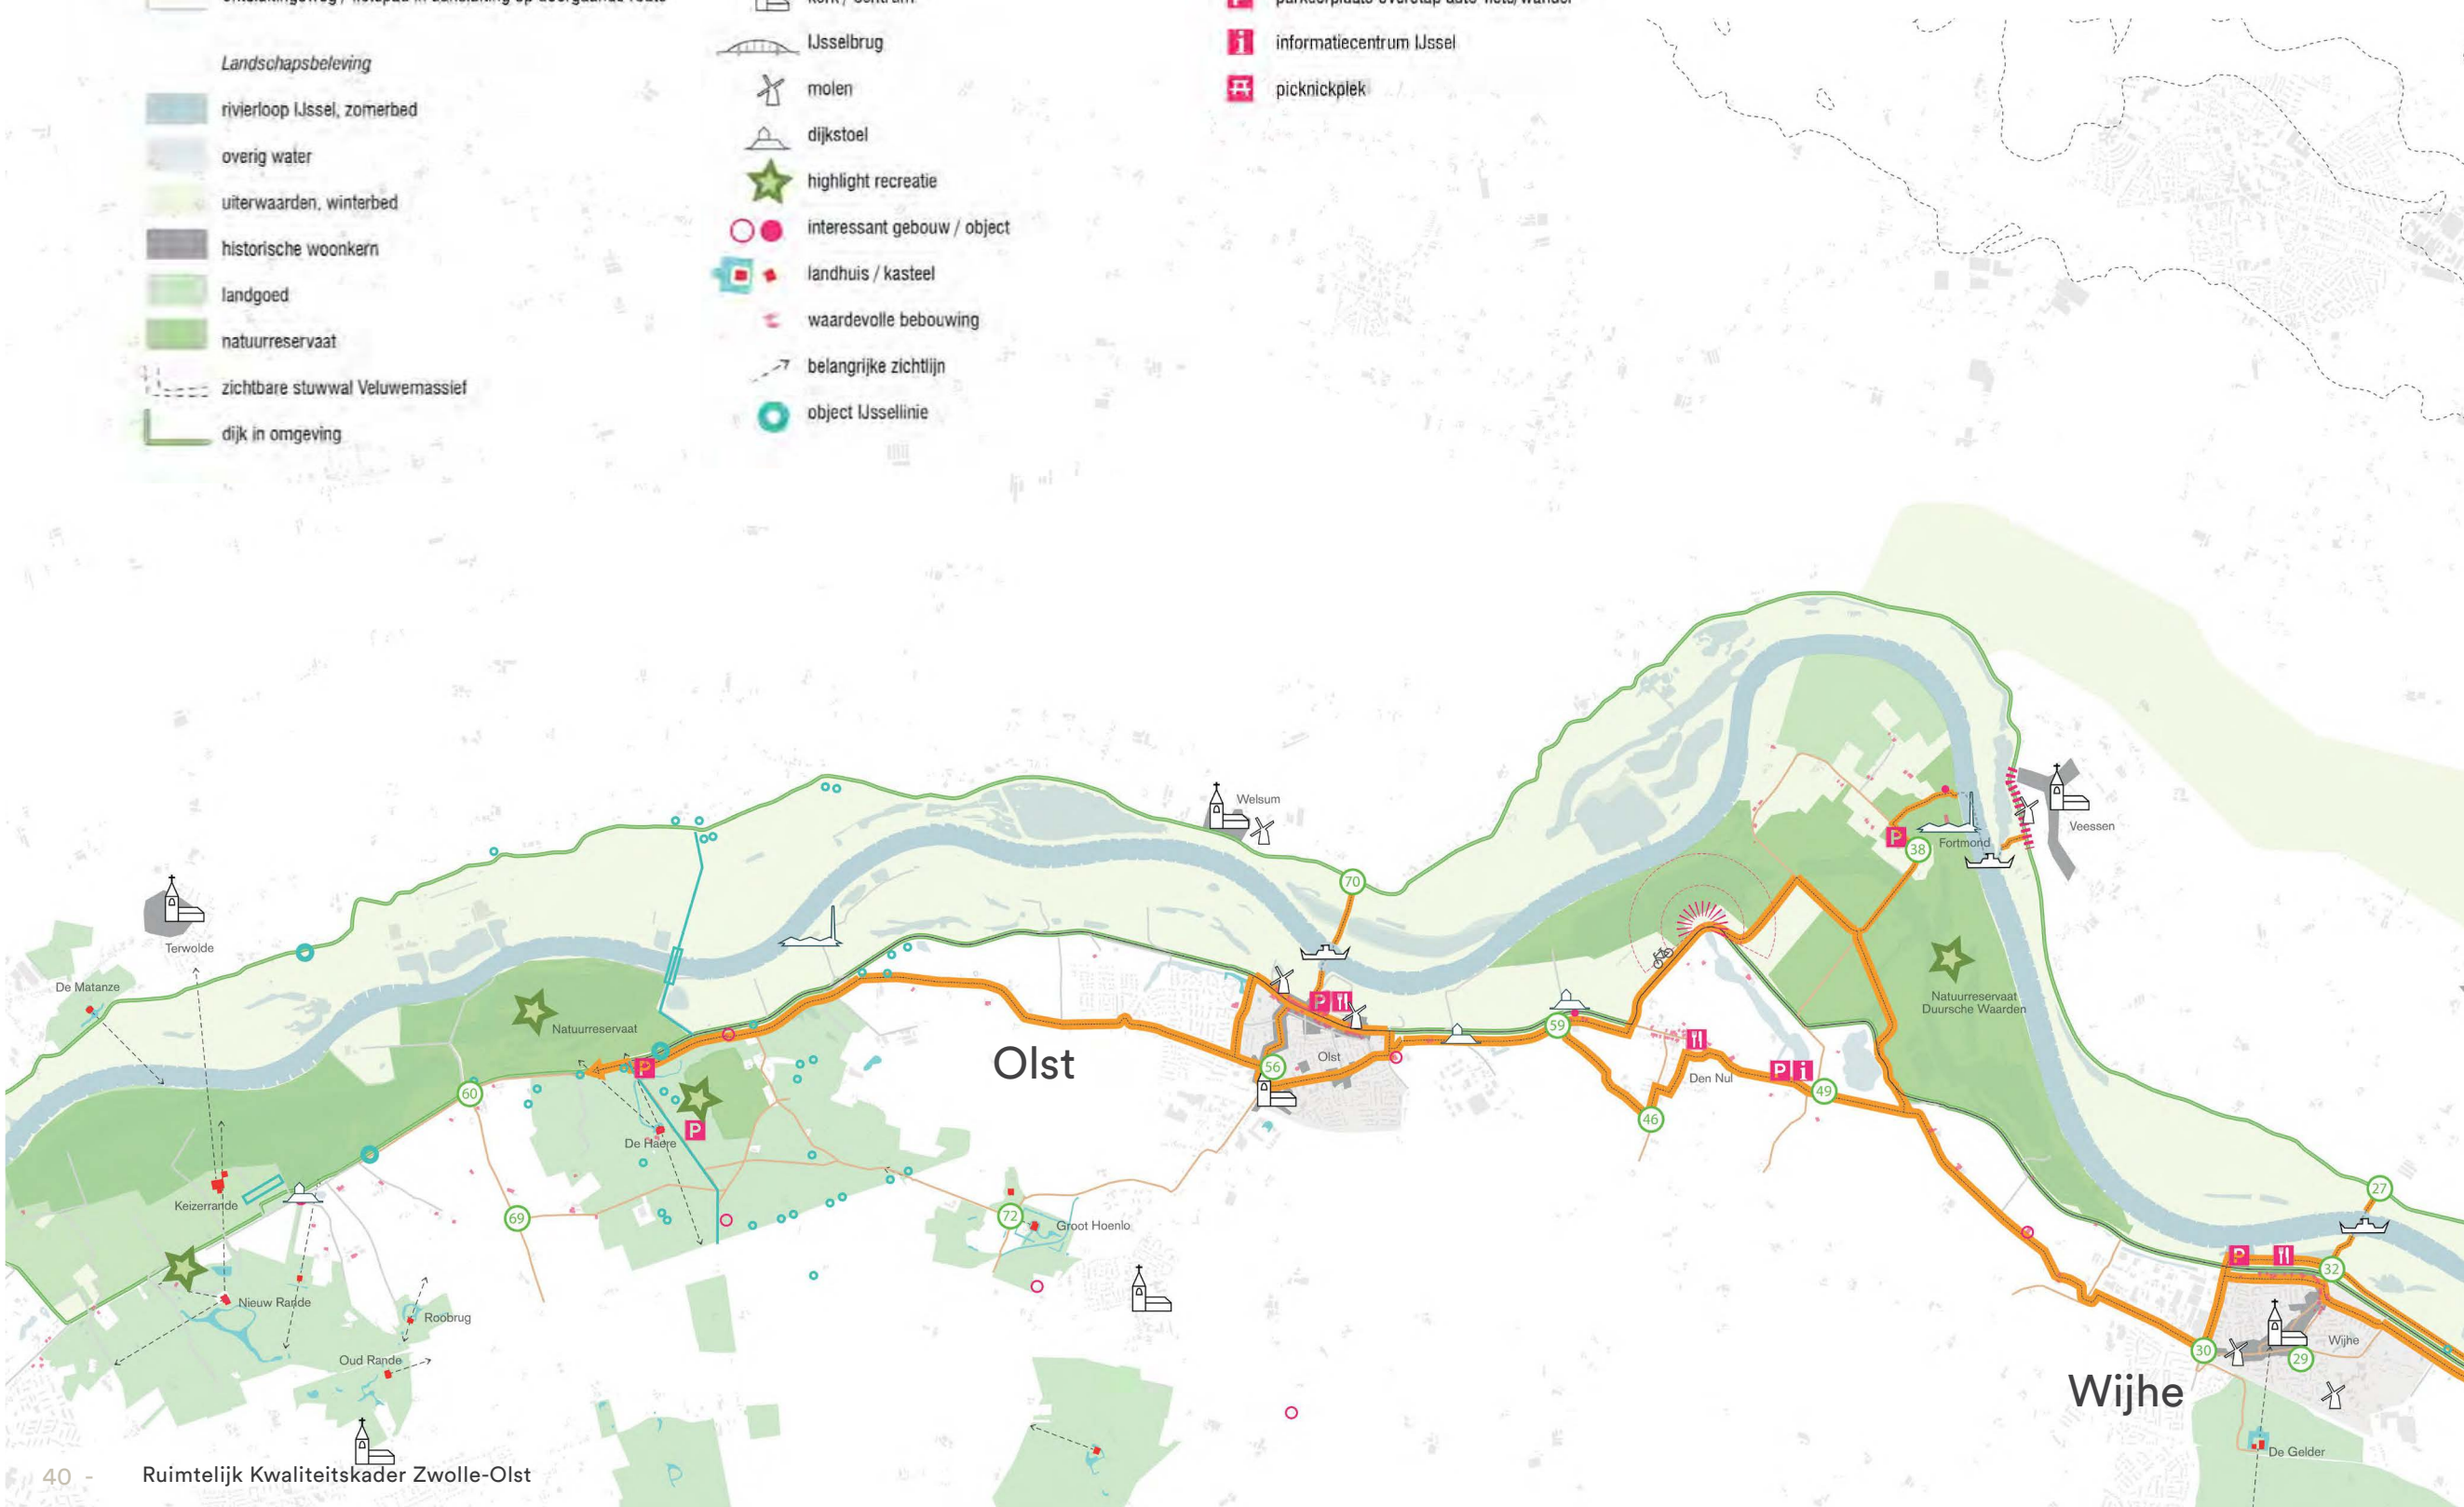 Landschapsbeleving
rivierloop IJssel, zomerbed
overig water
uiterwaarden, winterbed
historische woonkern
landgoed
natuurreservaat
zichtbare stuwwal Veluwemassief
dijk in omgeving
IJsselbrug
molen
dijkstoel
highlight recreatie
interessant gebouw / object
landhuis / kasteel
waardevolle bebouwing
belangrijke zichtlijn
object IJssellinie
informatiecentrum IJssel
picknickplek
Welsum
Veessen
P
38
Fortmond
70
Terwolde
De Matanze
Natuurreservaat
Duursche Waarden
P
59
Natuurreservaat
Olst
Olst
56
P
60
Den Nul
P i
49
46
P
De Haere
Keizerrande
69
72
Groot Hoenlo
27
P
32
Nieuw Rande
Roobrug
Oud Rande
30
Wijhe
29
Wijhe
De Gelder
40 -
Ruimtelijk Kwaliteitskader Zwolle-Olst